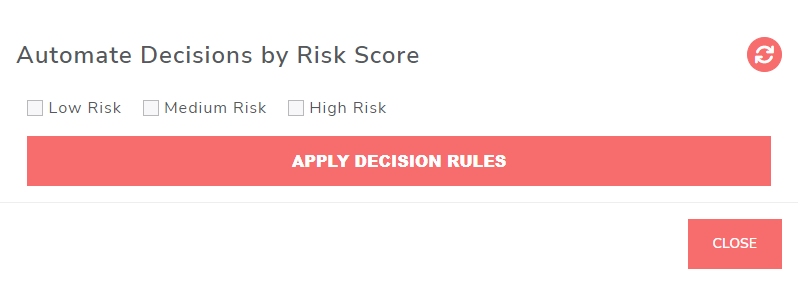 Automate Decisions by Risk Score
Low Risk Medium Risk High Risk
APPLY DECISION RULES
CLOSE